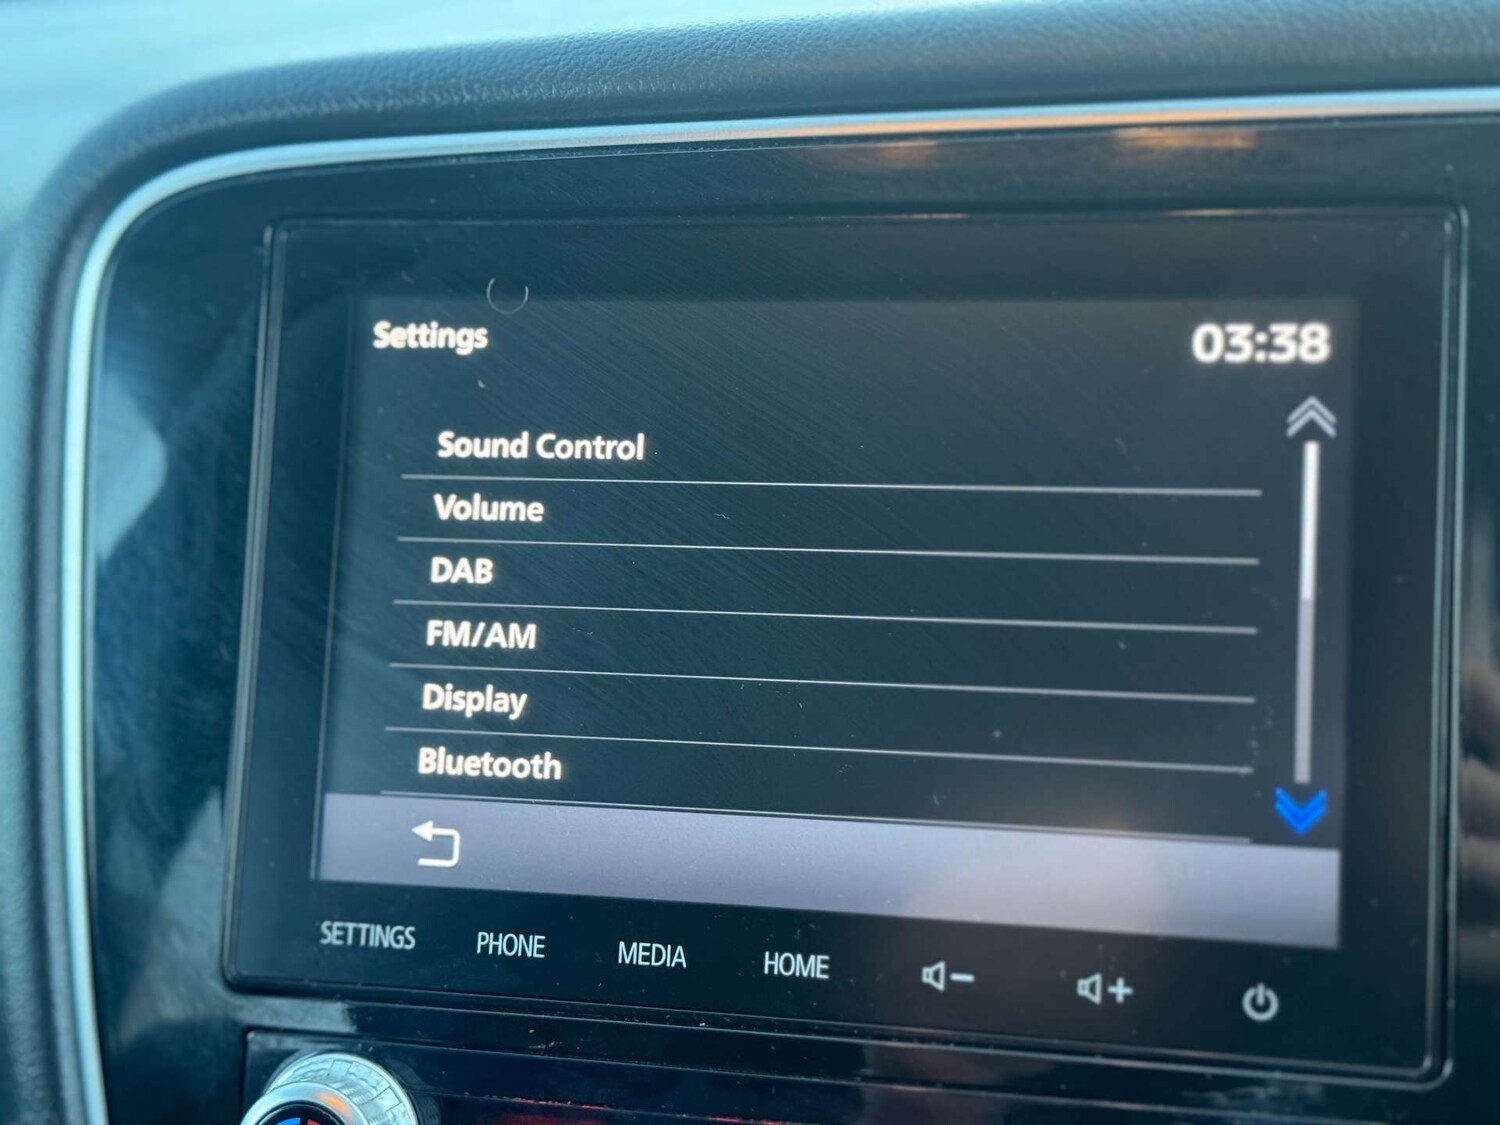 Settings
03:38
Sound Control
Volume
DAB
FM/AM
Display
Bluetooth
SETTINGS
PHONE
MEDIA
HOME